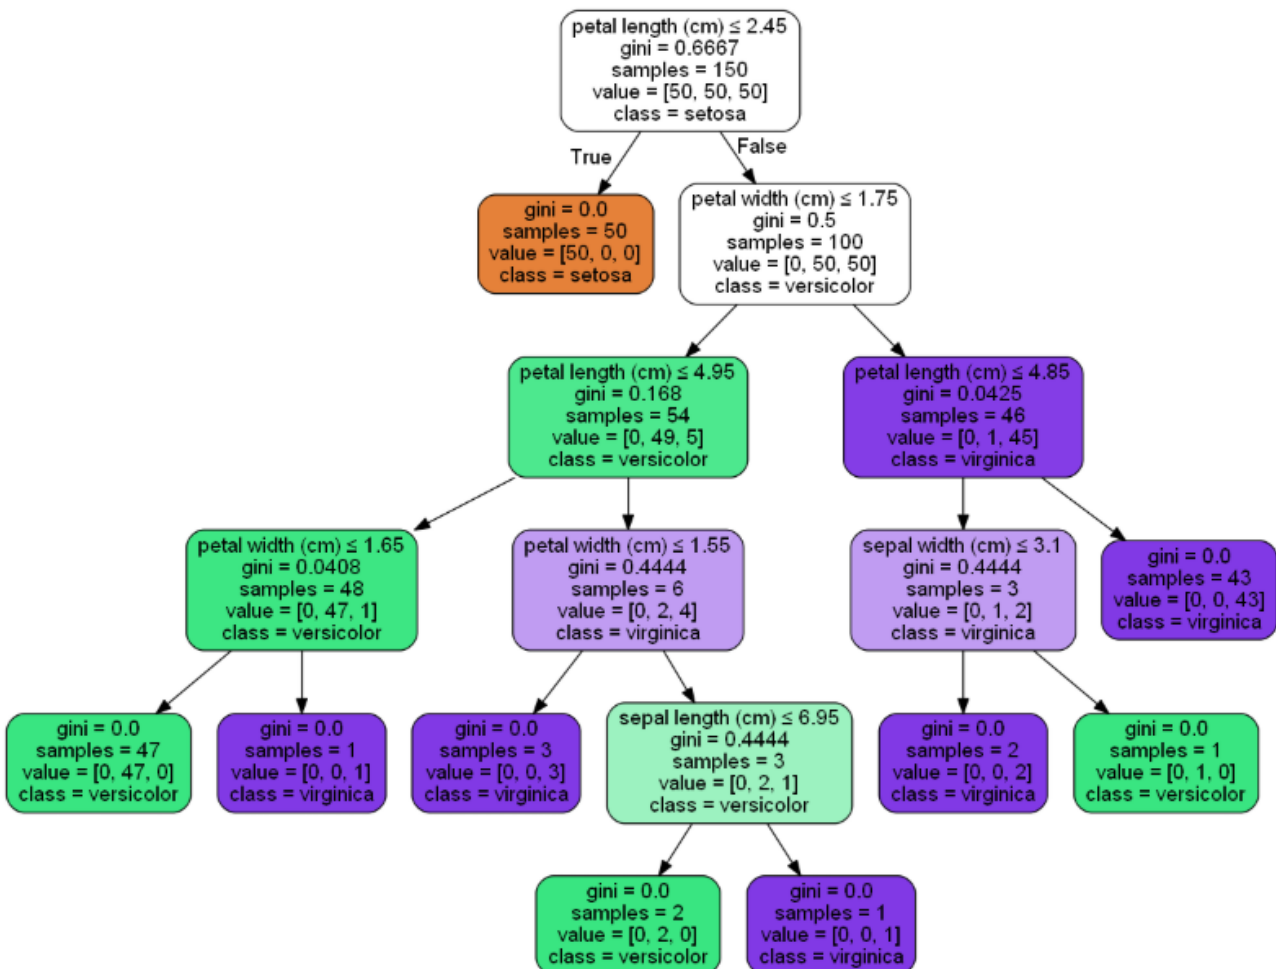 petal length (cm) ≤ 2.45
gini = 0.6667
samples = 150
value = [50, 50, 50]
class = setosa
True
False
gini = 0.0
samples = 50
value = [50, 0, 0]
class = setosa
petal width (cm) ≤ 1.75
gini = 0.5
samples = 100
value = [0, 50, 50]
class = versicolor
petal length (cm) ≤ 4.95
gini = 0.168
samples = 54
value = [0, 49, 5]
class = versicolor
petal length (cm) ≤ 4.85
gini = 0.0425
samples = 46
value = [0, 1, 45]
class = virginica
petal width (cm) ≤ 1.65
gini = 0.0408
samples = 48
value = [0, 47, 1]
class = versicolor
petal width (cm) ≤ 1.55
gini = 0.4444
samples = 6
value = [0, 2, 4]
class = virginica
sepal width (cm) ≤ 3.1
gini = 0.4444
samples = 3
value = [0, 1, 2]
class = virginica
gini = 0.0
samples = 43
value = [0, 0, 43]
class = virginica
gini = 0.0
samples = 47
value = [0, 47, 0]
class = versicolor
gini = 0.0
samples = 1
value = [0, 0, 1]
class = virginica
gini = 0.0
samples = 3
value = [0, 0, 3]
class = virginica
sepal length (cm) ≤ 6.95
gini = 0.4444
samples = 3
value = [0, 2, 1]
class = versicolor
gini = 0.0
samples = 2
value = [0, 0, 2]
class = virginica
gini = 0.0
samples = 1
value = [0, 1, 0]
class = versicolor
gini = 0.0
samples = 2
value = [0, 2, 0]
class = versicolor
gini = 0.0
samples = 1
value = [0, 0, 1]
class = virginica